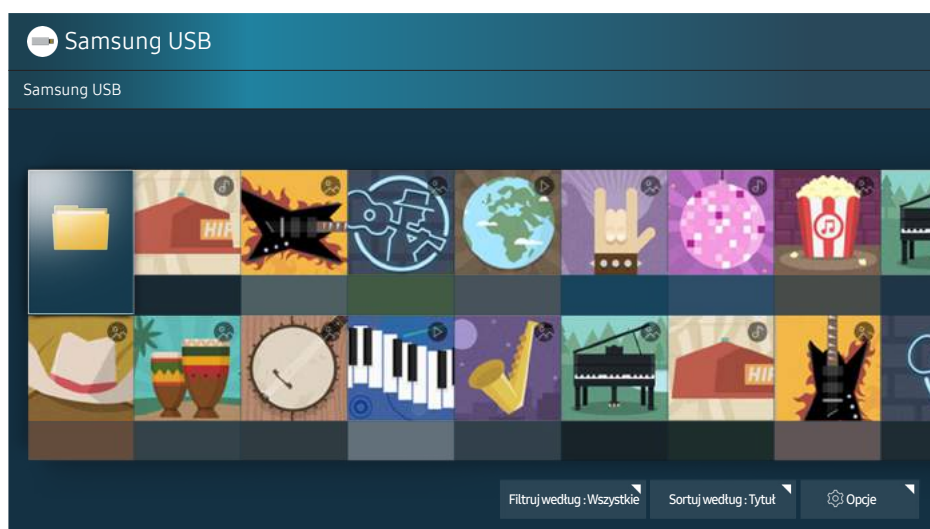 Samsung USB
Samsung USB
HIP
HIP
Filtruj według : Wszystkie
Sortuj według : Tytuł
Opcje